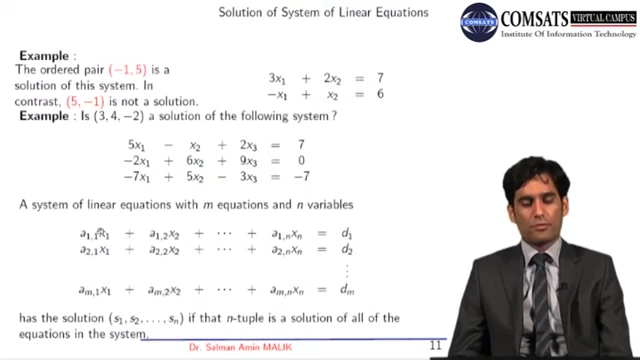 Solution of System of Linear Equations
COMSATS VIRTUAL CAMPUS
Institute Of Information Technology
Example:
The ordered pair (−1, 5) is a
solution of this system. In
contrast, (5, −1) is not a solution.
3x₁ + 2x₂ = 7
−x₁ + x₂ = 6
Example : Is (3, 4, −2) a solution of the following system?
5x₁ − x₂ + 2x₃ = 7
−2x₁ + 6x₂ + 9x₃ = 0
−7x₁ + 5x₂ − 3x₃ = −7
A system of linear equations with m equations and n variables
a₁,₁x₁ + a₁,₂x₂ + ⋯ + a₁,ₙxₙ = d₁
a₂,₁x₁ + a₂,₂x₂ + ⋯ + a₂,ₙxₙ = d₂
⋮
aₘ,₁x₁ + aₘ,₂x₂ + ⋯ + aₘ,ₙxₙ = dₘ
has the solution (s₁, s₂, . . . , sₙ) if that n-tuple is a solution of all of the
equations in the system.
Dr. Salman Amin MALIK 11